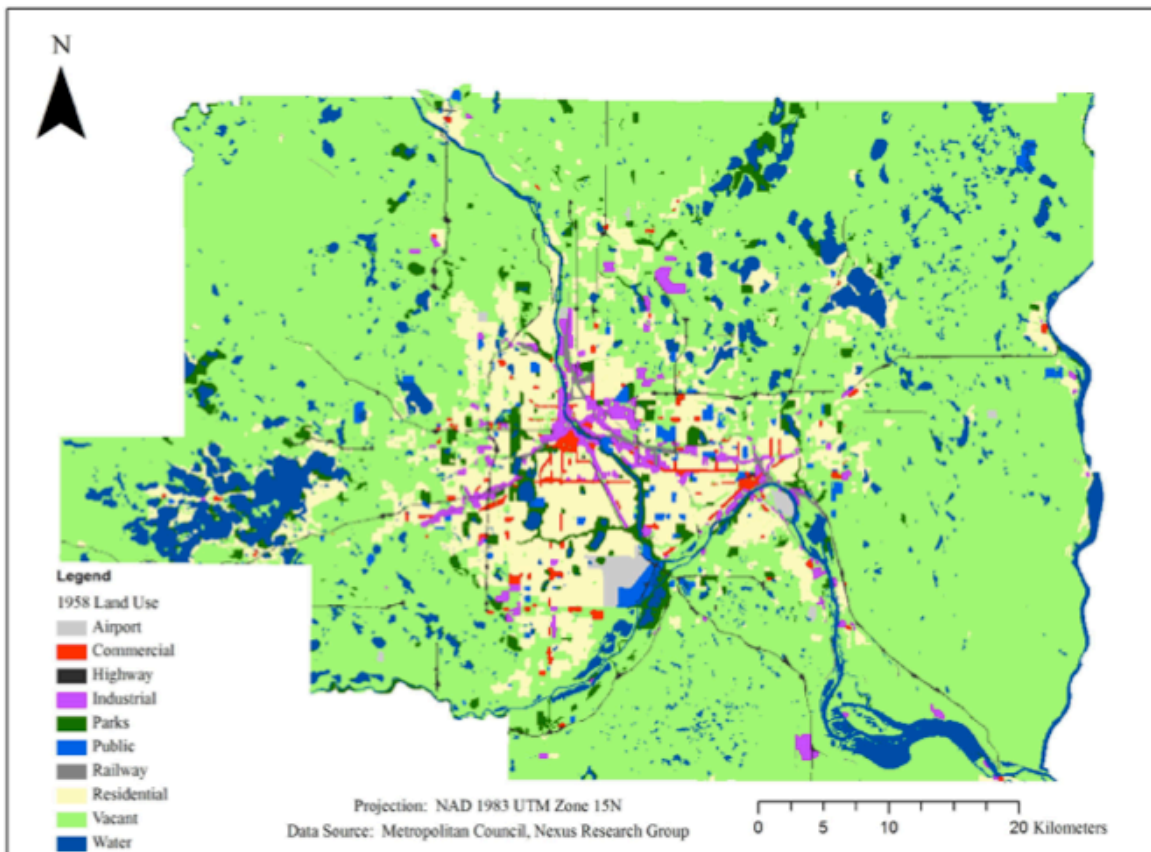 N
Legend
1958 Land Use
Airport
Commercial
Highway
Industrial
Parks
Public
Railway
Residential
Vacant
Water
Projection: NAD 1983 UTM Zone 15N
Data Source: Metropolitan Council, Nexus Research Group
0 5 10 20 Kilometers